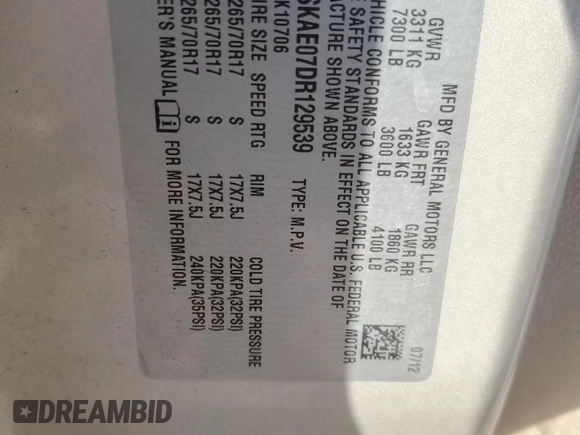 MFD BY GENERAL MOTORS LLC
GVWR GAWR FRT GAWR RR
3311 KG 1633 KG 1860 KG
7300 LB 3600 LB 4100 LB
VEHICLE CONFORMS TO ALL APPLICABLE U.S. FEDERAL MOTOR
SAFETY STANDARDS IN EFFECT ON THE DATE OF
ACTURE SHOWN ABOVE.
07/12
SKAE07DR129539 TYPE: M.P.V.
K10706
URE SIZE SPEED RTG RIM COLD TIRE PRESSURE
265/70R17 S 17X7.5J 220KPA(32PSI)
265/70R17 S 17X7.5J 220KPA(32PSI)
265/70R17 S 17X7.5J 240KPA(35PSI)
ER'S MANUAL i FOR MORE INFORMATION.
DREAMBID